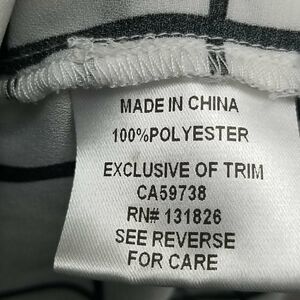 MADE IN CHINA
100%POLYESTER
EXCLUSIVE OF TRIM
CA59738
RN# 131826
SEE REVERSE
FOR CARE